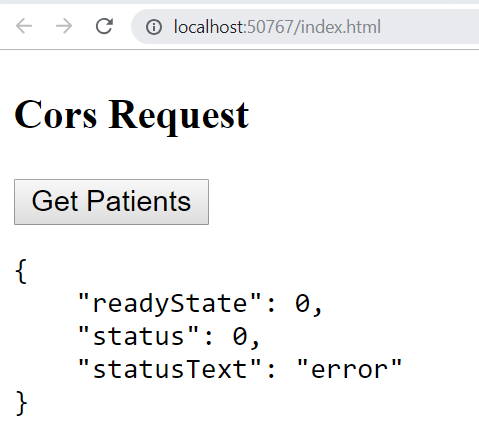 localhost:50767/index.html
Cors Request
Get Patients
{
    "readyState": 0,
    "status": 0,
    "statusText": "error"
}